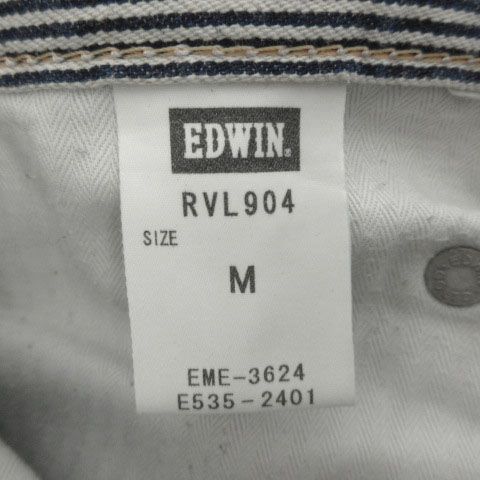 EDWIN.
RVL904
SIZE
M
EME-3624
E535-2401